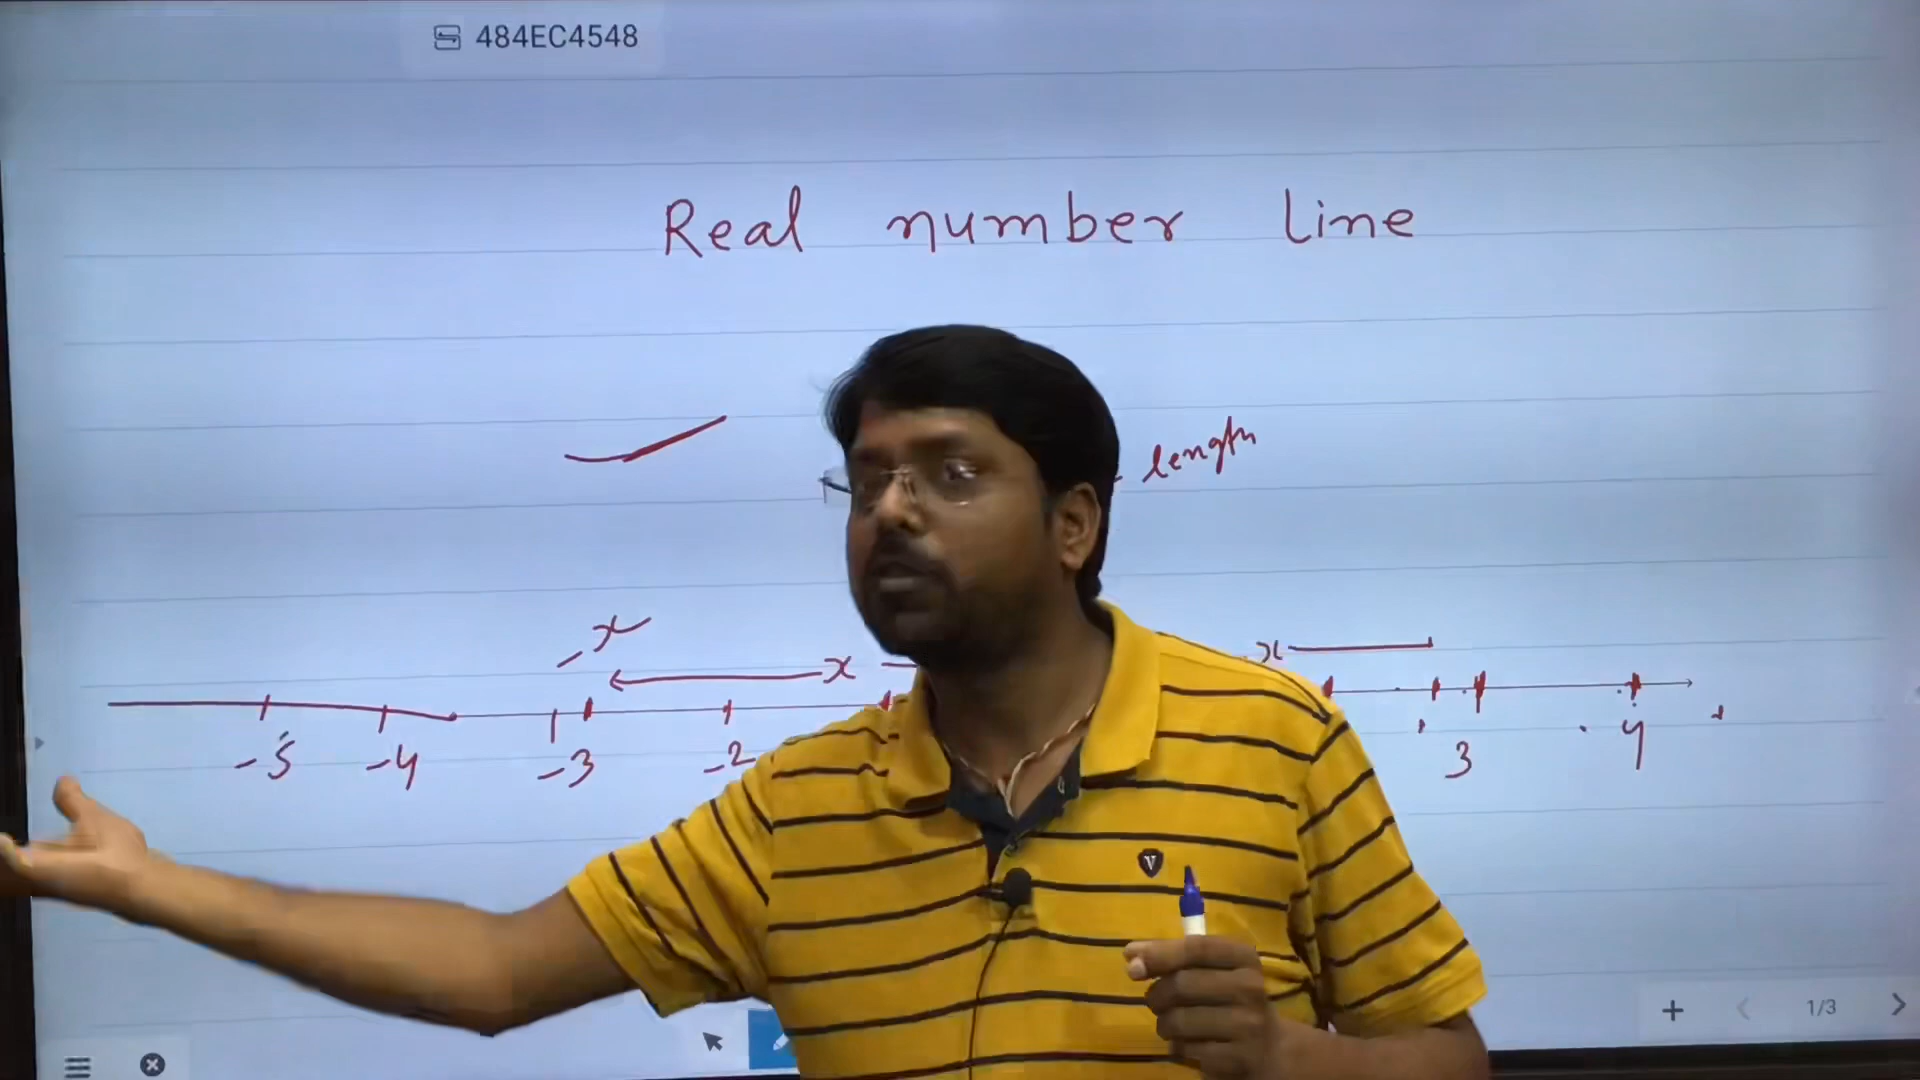 484EC4548
Real number line
length
-x
x x
-5 -4 -3 -2 3 4
V
1/3